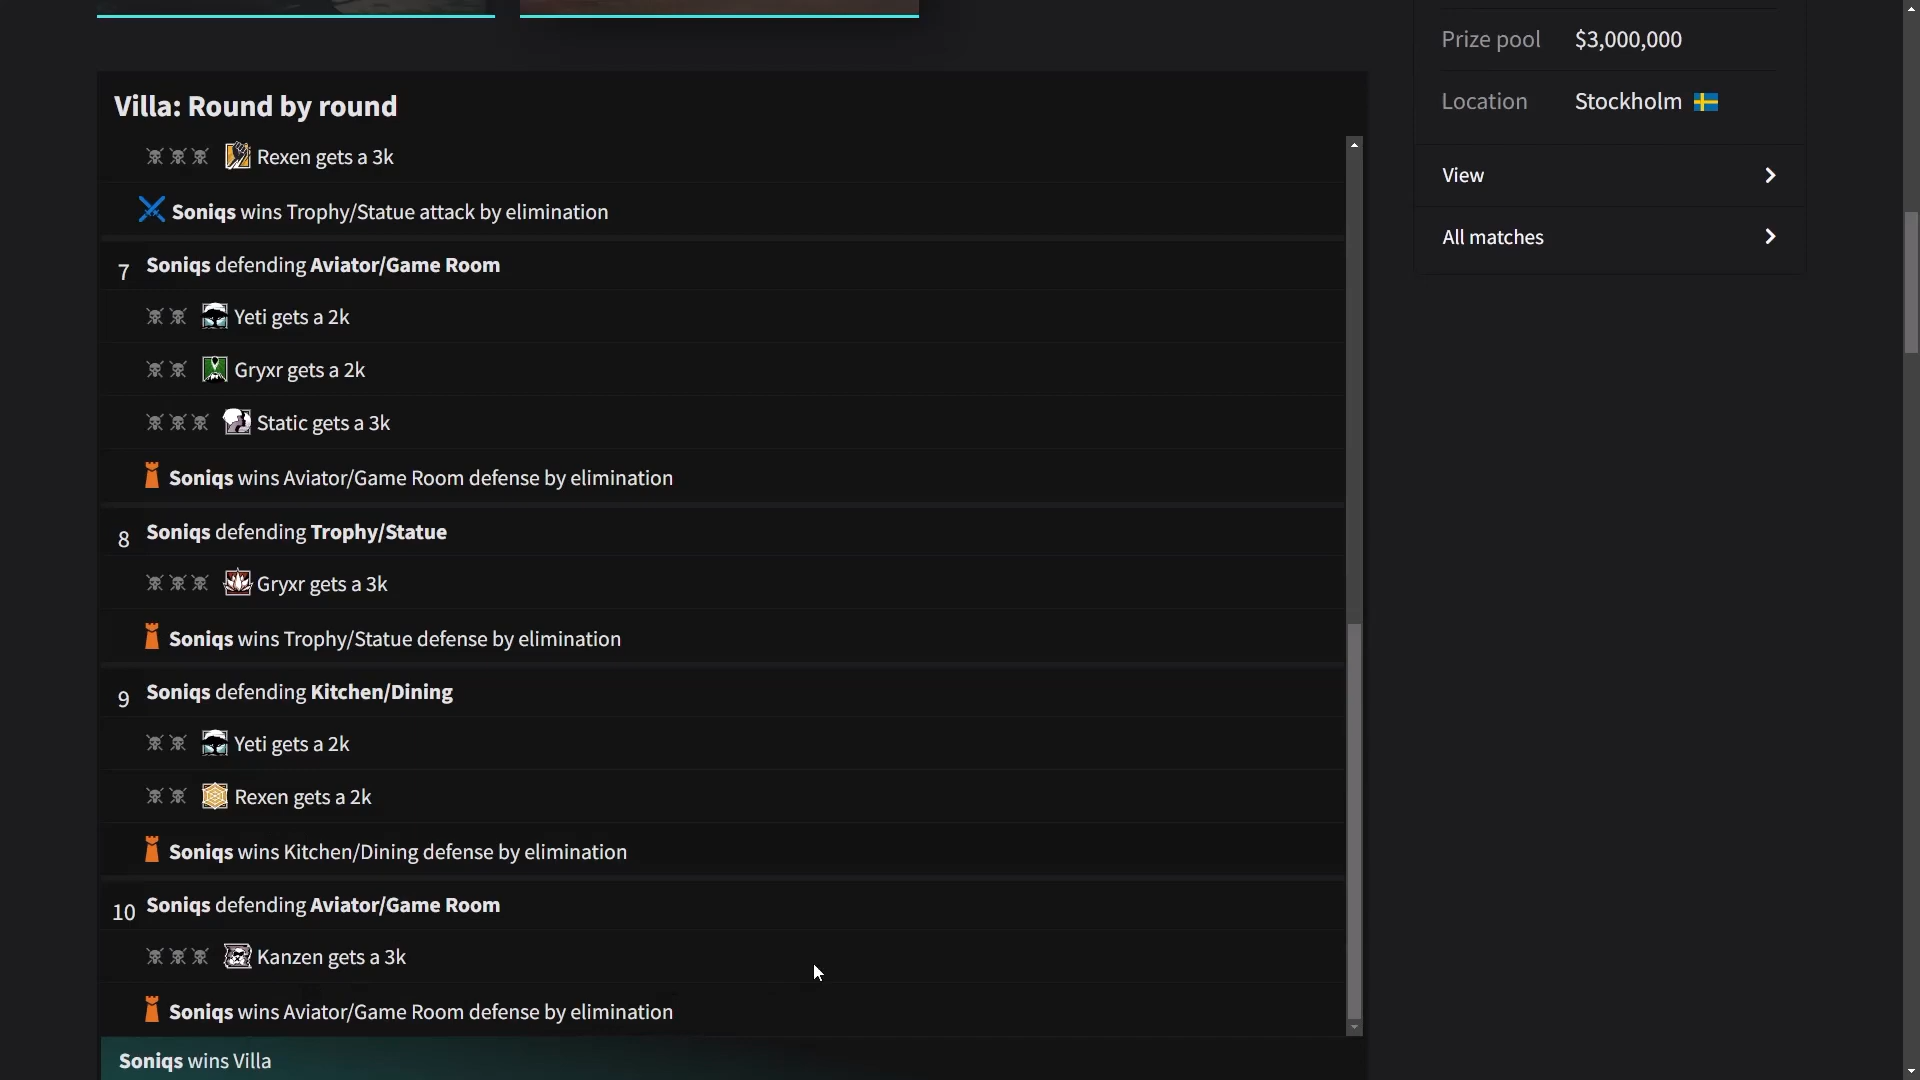 Prize pool $3,000,000
Location Stockholm
View
All matches
Villa: Round by round
Rexen gets a 3k
Soniqs wins Trophy/Statue attack by elimination
7 Soniqs defending Aviator/Game Room
Yeti gets a 2k
Gryxr gets a 2k
Static gets a 3k
Soniqs wins Aviator/Game Room defense by elimination
8 Soniqs defending Trophy/Statue
Gryxr gets a 3k
Soniqs wins Trophy/Statue defense by elimination
9 Soniqs defending Kitchen/Dining
Yeti gets a 2k
Rexen gets a 2k
Soniqs wins Kitchen/Dining defense by elimination
10 Soniqs defending Aviator/Game Room
Kanzen gets a 3k
Soniqs wins Aviator/Game Room defense by elimination
Soniqs wins Villa